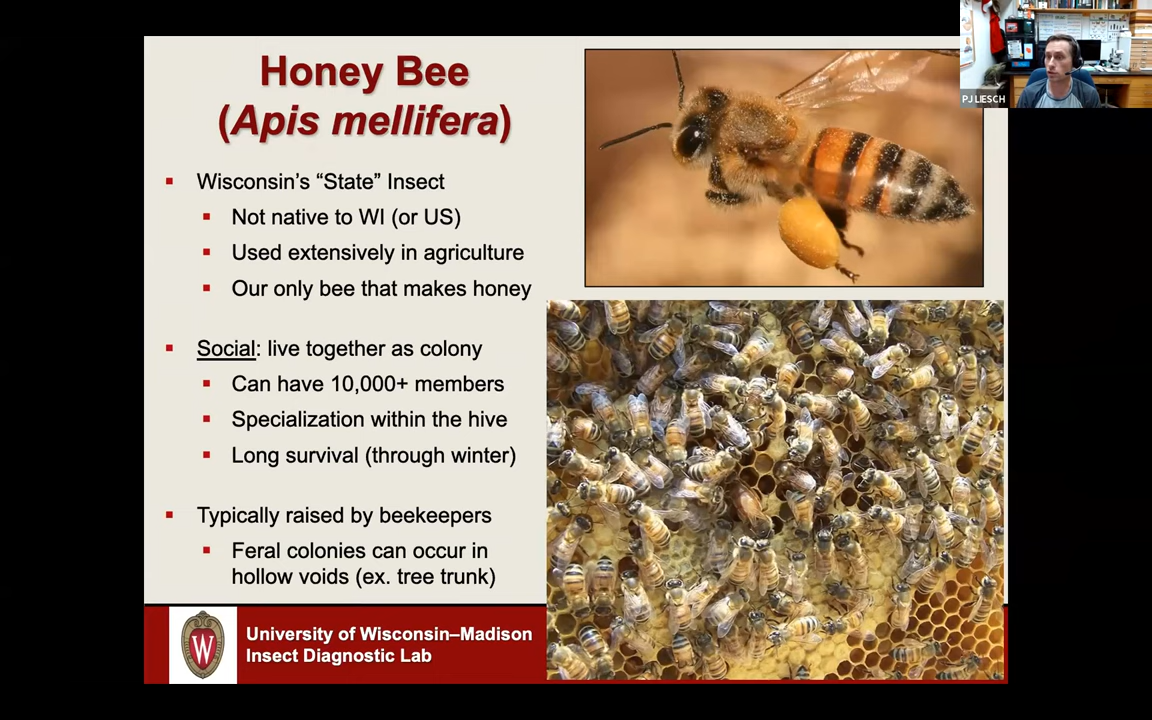 Honey Bee
(Apis mellifera)
▪ Wisconsin's “State” Insect
▪ Not native to WI (or US)
▪ Used extensively in agriculture
▪ Our only bee that makes honey
▪ Social: live together as colony
▪ Can have 10,000+ members
▪ Specialization within the hive
▪ Long survival (through winter)
▪ Typically raised by beekeepers
▪ Feral colonies can occur in
hollow voids (ex. tree trunk)
W
University of Wisconsin–Madison
Insect Diagnostic Lab
PJ LIESCH